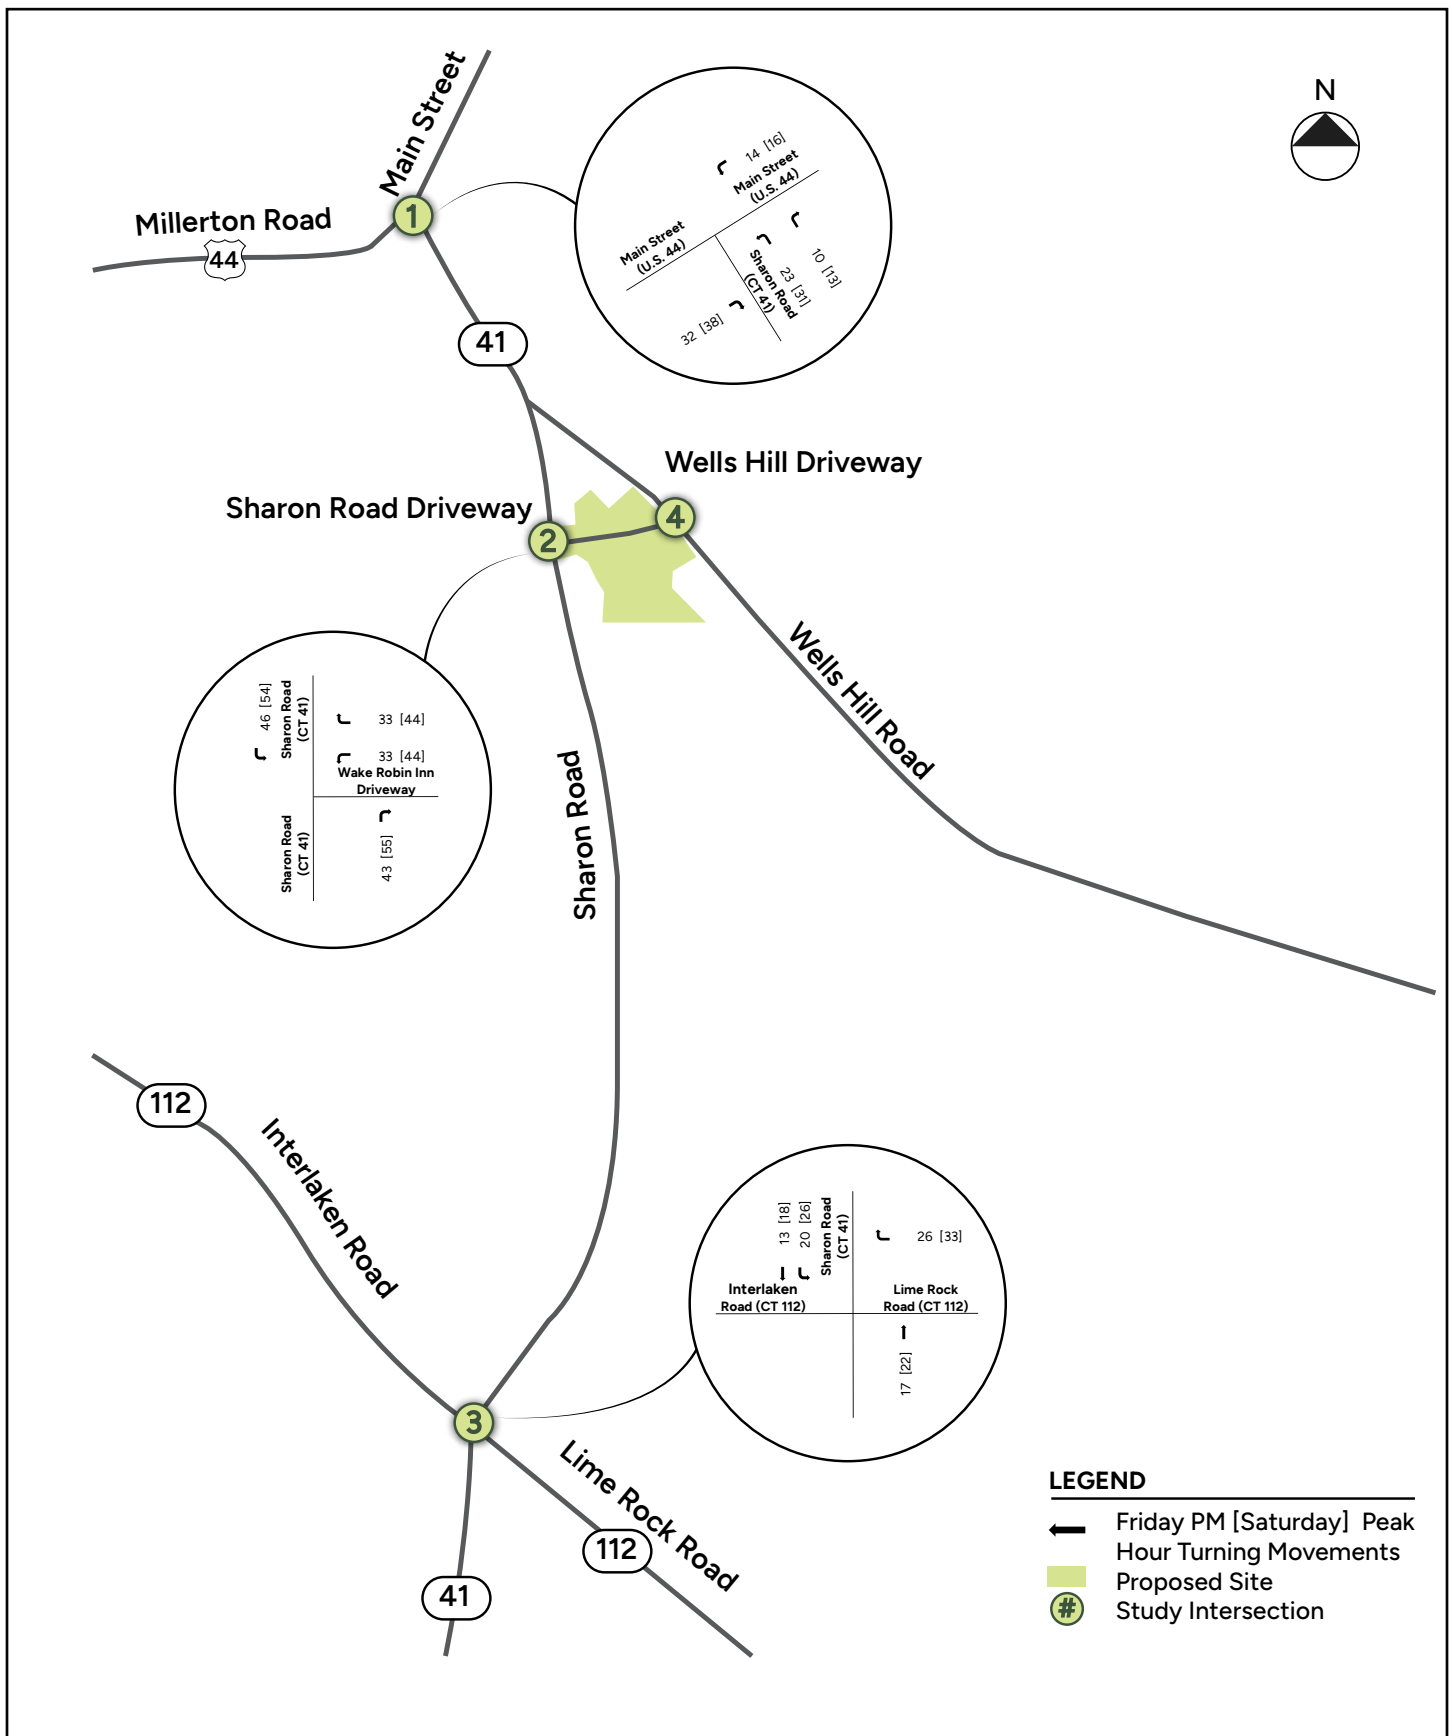 N
Main Street
Millerton Road
44
1
14 [16]
Main Street
(U.S. 44)
Main Street
(U.S. 44)
10 [13]
23 [31]
Sharon Road
(CT 41)
32 [38]
41
Wells Hill Driveway
Sharon Road Driveway
4
2
Wells Hill Road
46 [54]
Sharon Road
(CT 41)
33 [44]
33 [44]
Wake Robin Inn
Driveway
Sharon Road
(CT 41)
43 [55]
Sharon Road
112
Interlaken Road
13 [18]
20 [26]
Sharon Road
(CT 41)
26 [33]
Interlaken
Road (CT 112)
Lime Rock
Road (CT 112)
17 [22]
3
Lime Rock Road
112
41
LEGEND
Friday PM [Saturday] Peak
Hour Turning Movements
Proposed Site
# Study Intersection